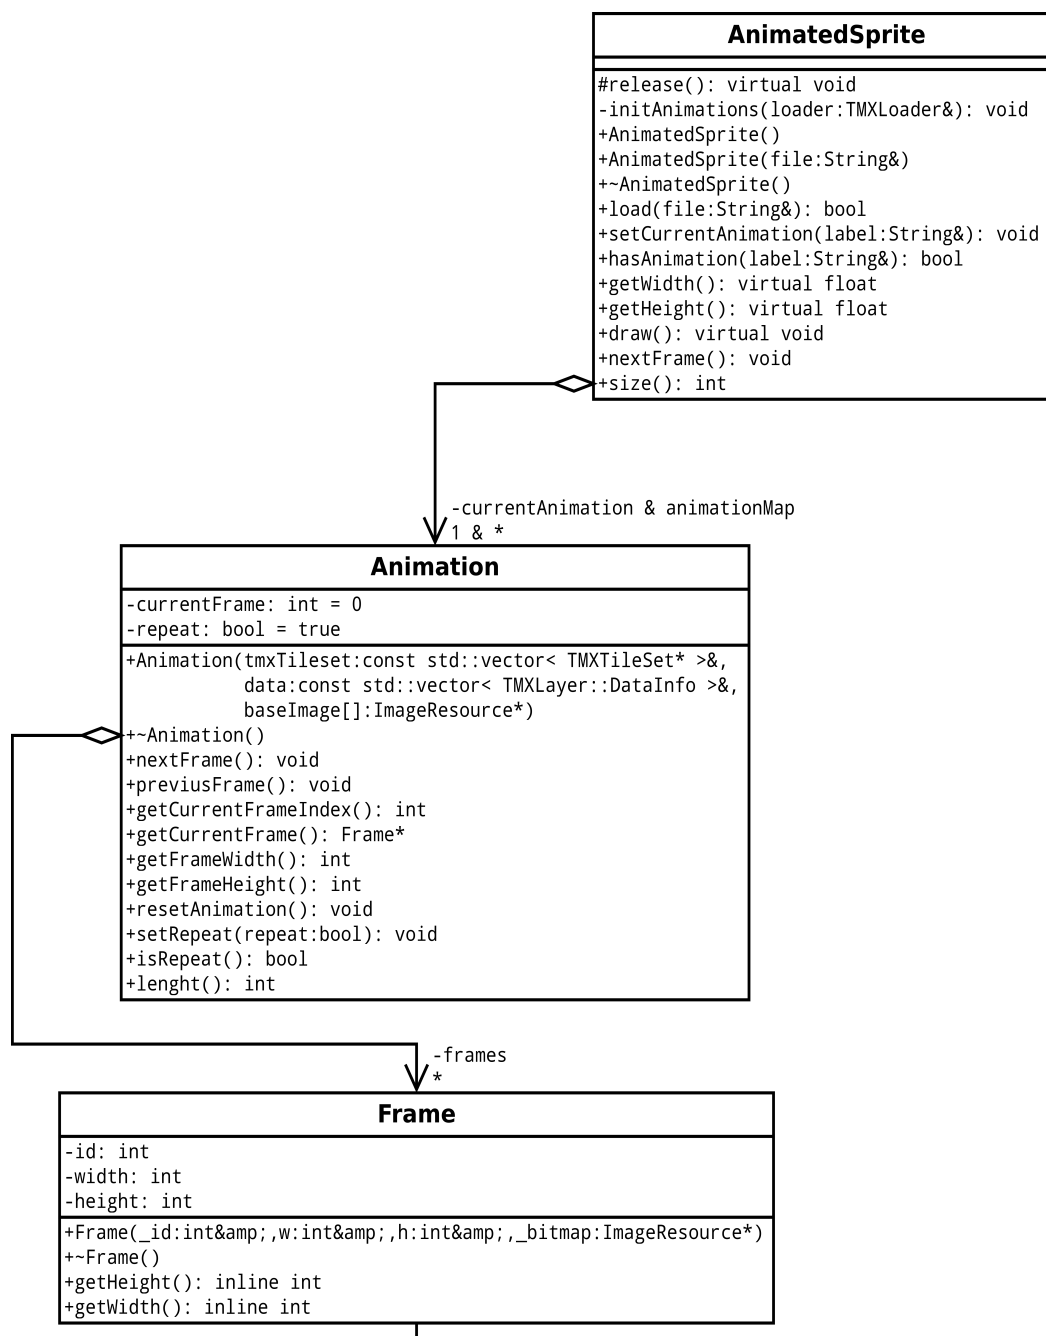 AnimatedSprite
#release(): virtual void
-initAnimations(loader:TMXLoader&): void
+AnimatedSprite()
+AnimatedSprite(file:String&)
+~AnimatedSprite()
+load(file:String&): bool
+setCurrentAnimation(label:String&): void
+hasAnimation(label:String&): bool
+getWidth(): virtual float
+getHeight(): virtual float
+draw(): virtual void
+nextFrame(): void
+size(): int
-currentAnimation & animationMap
1 & *
Animation
-currentFrame: int = 0
-repeat: bool = true
+Animation(tmxTileset:const std::vector< TMXTileSet* >&,
data:const std::vector< TMXLayer::DataInfo >&,
baseImage[]:ImageResource*)
+~Animation()
+nextFrame(): void
+previusFrame(): void
+getCurrentFrameIndex(): int
+getCurrentFrame(): Frame*
+getFrameWidth(): int
+getFrameHeight(): int
+resetAnimation(): void
+setRepeat(repeat:bool): void
+isRepeat(): bool
+lenght(): int
-frames
*
Frame
-id: int
-width: int
-height: int
+Frame(_id:int&amp;,w:int&amp;,h:int&amp;,_bitmap:ImageResource*)
+~Frame()
+getHeight(): inline int
+getWidth(): inline int